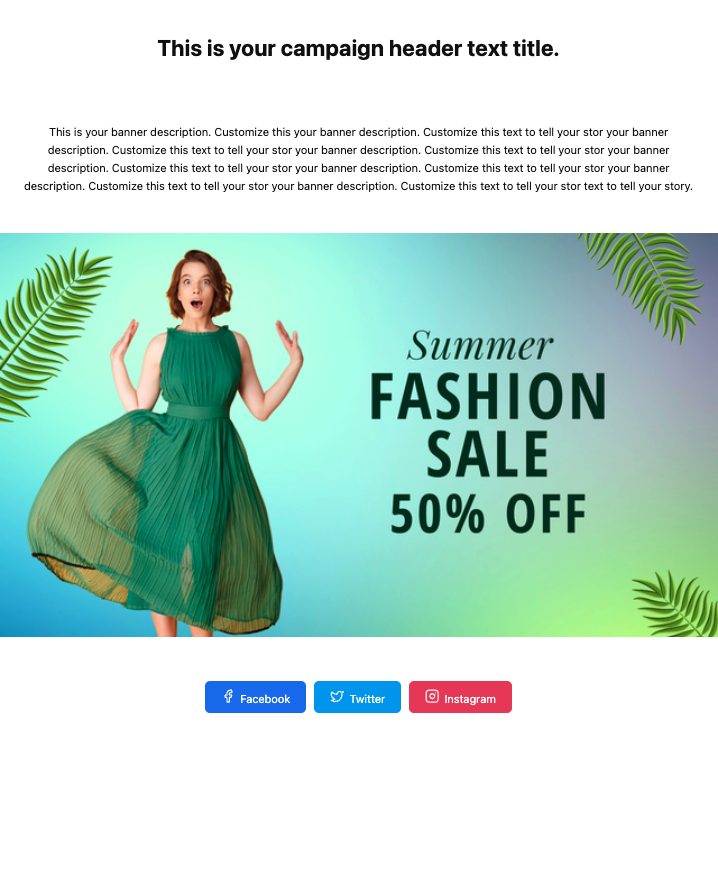 This is your campaign header text title.
This is your banner description. Customize this your banner description. Customize this text to tell your stor your banner
description. Customize this text to tell your stor your banner description. Customize this text to tell your stor your banner
description. Customize this text to tell your stor your banner description. Customize this text to tell your stor your banner
description. Customize this text to tell your stor your banner description. Customize this text to tell your stor text to tell your story.
Summer
FASHION
SALE
50% OFF
Facebook
Twitter
Instagram